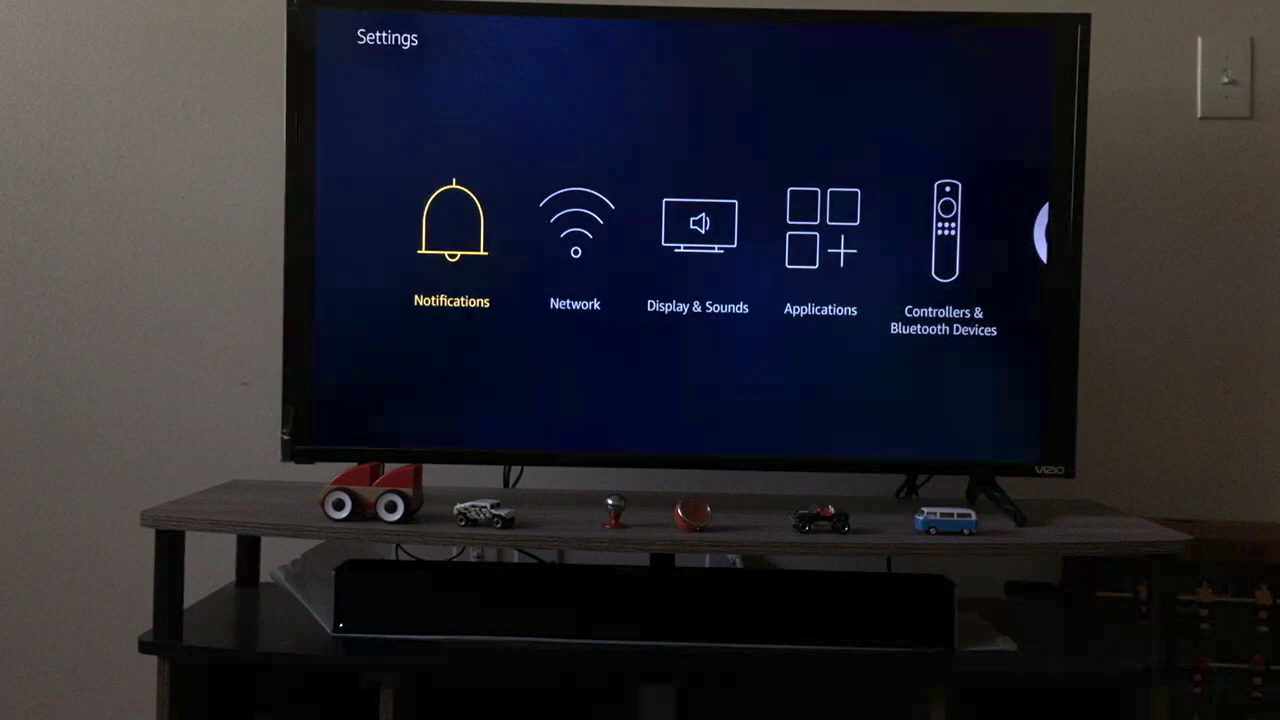 Settings
Notifications
Network
Display & Sounds
Applications
Controllers &
Bluetooth Devices
VIZIO